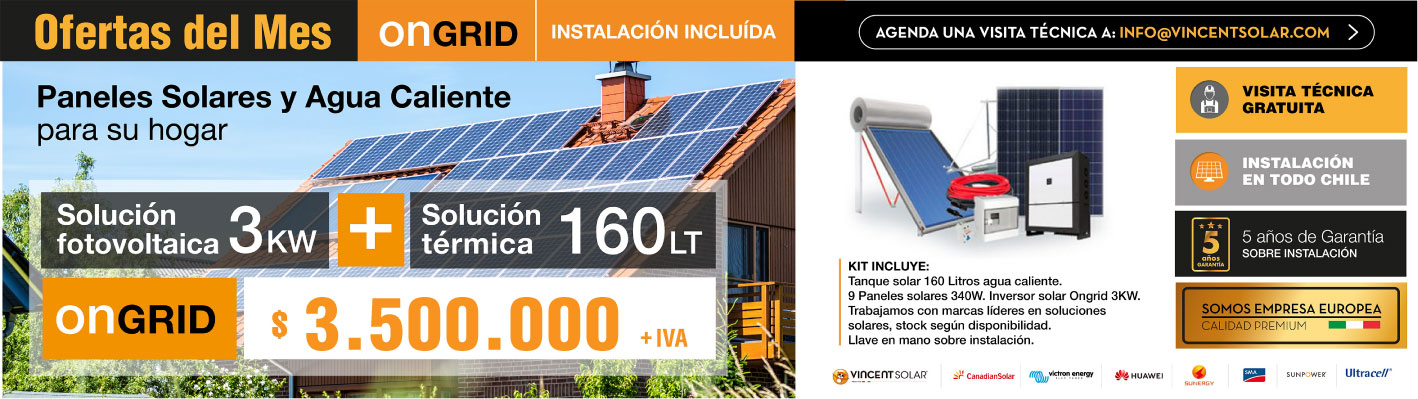 Ofertas del Mes
onGRID
INSTALACIÓN INCLUÍDA
AGENDA UNA VISITA TÉCNICA A: INFO@VINCENTSOLAR.COM
Paneles Solares y Agua Caliente
para su hogar
Solución
fotovoltaica 3KW
+
Solución
térmica 160LT
onGRID
$ 3.500.000 + IVA
KIT INCLUYE:
Tanque solar 160 Litros agua caliente.
9 Paneles solares 340W. Inversor solar Ongrid 3KW.
Trabajamos con marcas líderes en soluciones
solares, stock según disponibilidad.
Llave en mano sobre instalación.
VISITA TÉCNICA
GRATUITA
INSTALACIÓN
EN TODO CHILE
5
años
GARANTÍA
5 años de Garantía
SOBRE INSTALACIÓN
SOMOS EMPRESA EUROPEA
CALIDAD PREMIUM
VINCENT SOLAR
CanadianSolar
victron energy
HUAWEI
SUNERGY
SMA
SUNPOWER
Ultracell